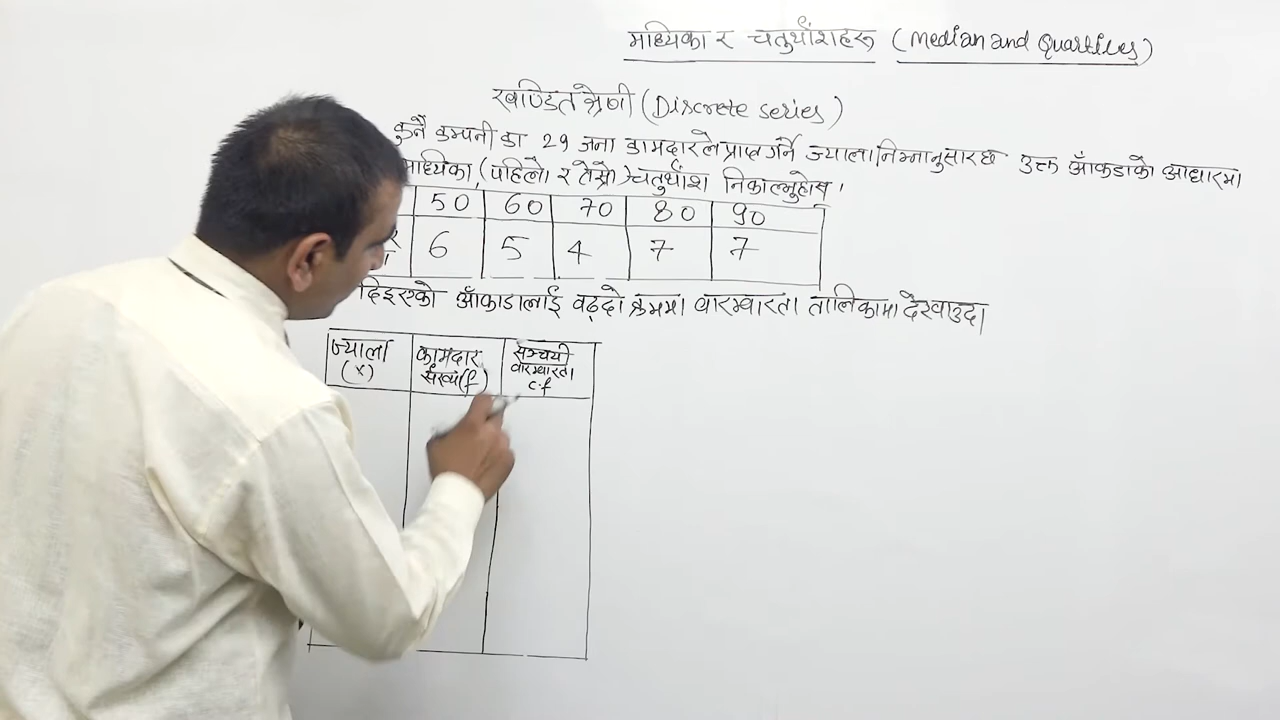 मध्यिका र चतुर्थांशहरू (Median and Quartiles)
खण्डित श्रेणी (Discrete series)
कुनै कम्पनी का 29 जना कामदारले प्राप्त गर्ने ज्याला निम्नानुसार छ उक्त आँकडाको आधारमा
माध्यिका, (पहिलो र तेस्रो) चतुर्थांश निकाल्नुहोस् ।
50 60 70 80 90
6 5 4 7 7
दिइएको आँकाडालाई बढ्दो क्रममा वारम्वारता तालिकामा देखाउदा
ज्याला (x)
कामदार संख्या (f)
सञ्चयी वारम्वारता c.f